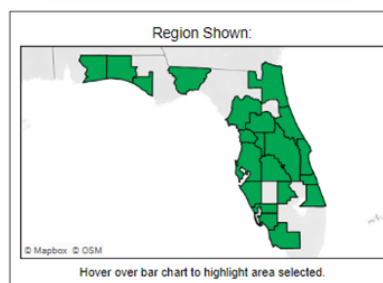 Region Shown:
© Mapbox © OSM
Hover over bar chart to highlight area selected.